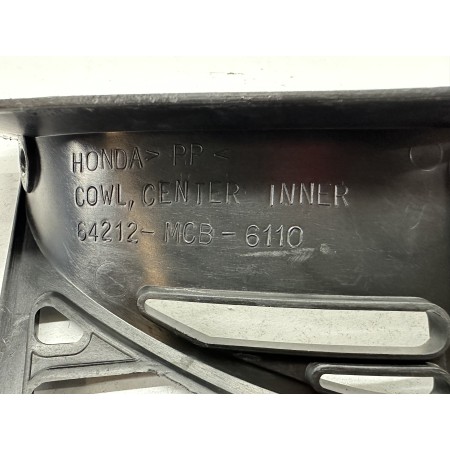 HONDA > PP <
COWL, CENTER INNER
64212-MCB-6110